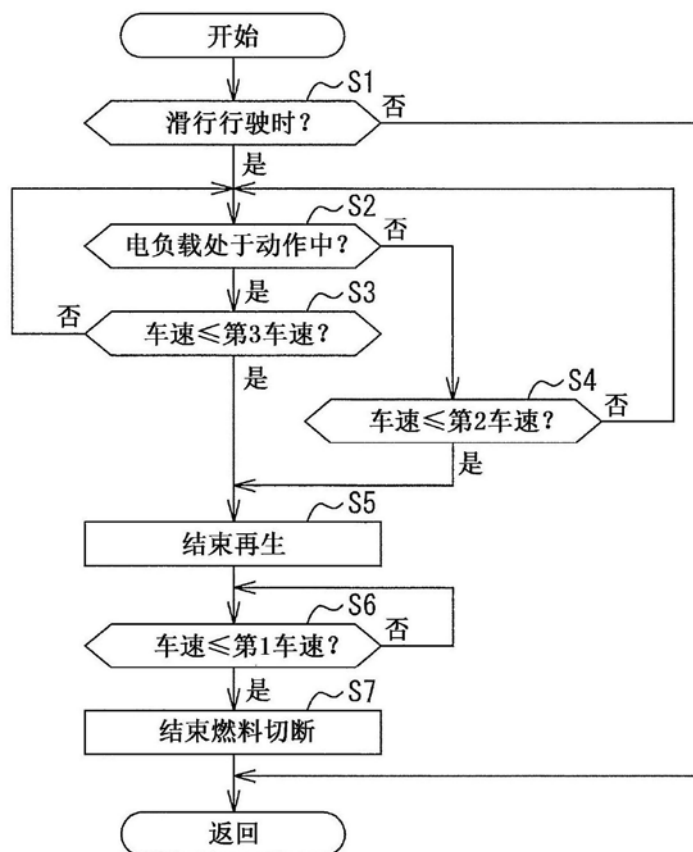 开始
S1
滑行行驶时?
否
是
S2
电负载处于动作中?
否
是
S3
否
车速≤第3车速?
是
S4
车速≤第2车速?
否
是
S5
结束再生
S6
车速≤第1车速?
否
是
S7
结束燃料切断
返回